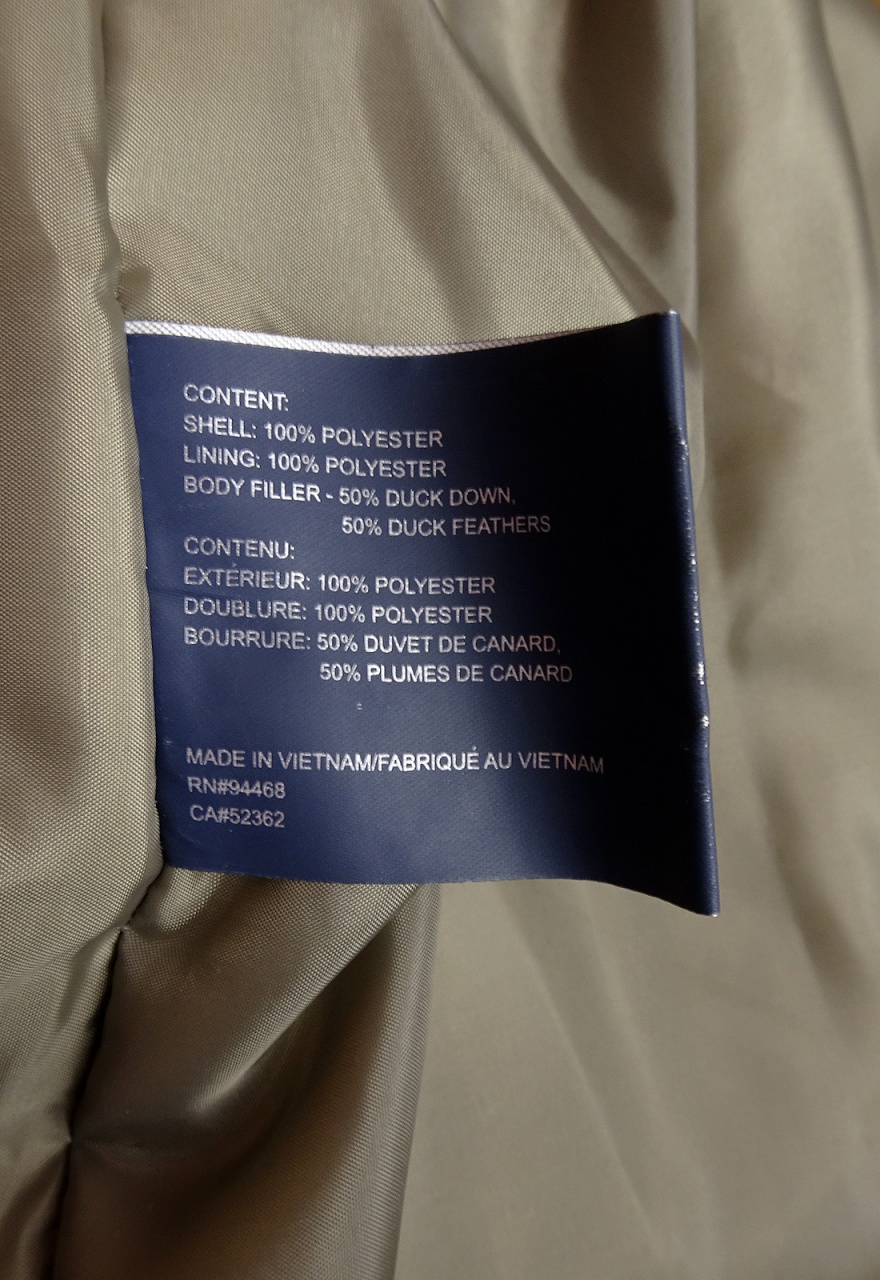 CONTENT:
SHELL: 100% POLYESTER
LINING: 100% POLYESTER
BODY FILLER - 50% DUCK DOWN,
50% DUCK FEATHERS
CONTENU:
EXTÉRIEUR: 100% POLYESTER
DOUBLURE: 100% POLYESTER
BOURRURE: 50% DUVET DE CANARD,
50% PLUMES DE CANARD
MADE IN VIETNAM/FABRIQUÉ AU VIETNAM
RN#94468
CA#52362